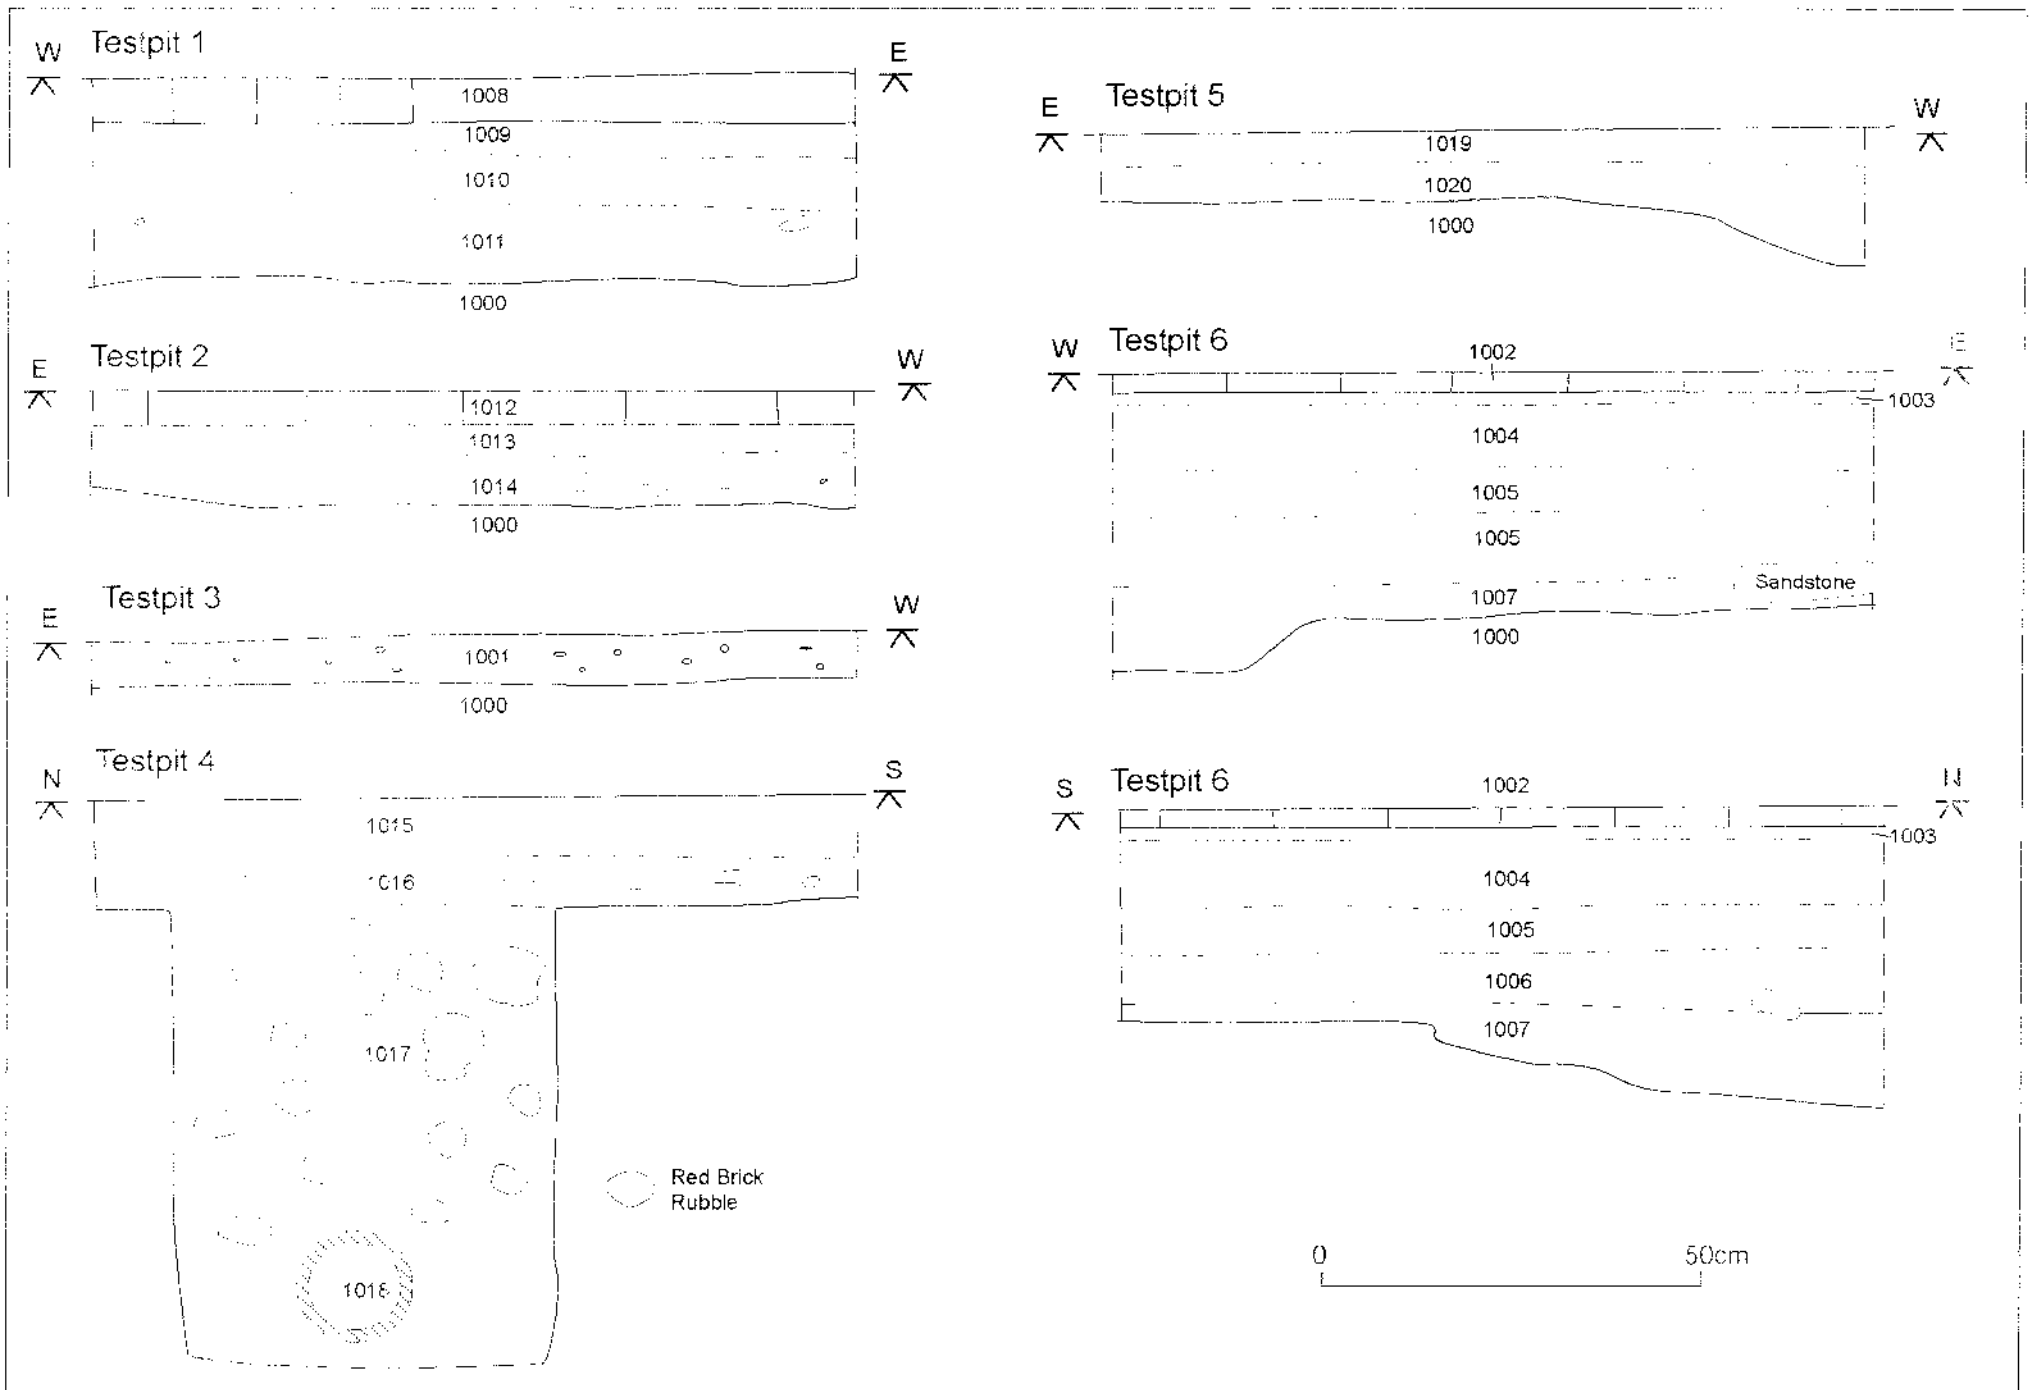 Testpit 1
W
E
1008
1009
1010
1011
1000
Testpit 2
E
W
1012
1013
1014
1000
Testpit 3
E
W
1001
1000
Testpit 4
N
S
1015
1016
1017
1018
Red Brick
Rubble
Testpit 5
E
W
1019
1020
1000
Testpit 6
W
E
1002
1003
1004
1005
1005
Sandstone
1007
1000
Testpit 6
S
N
1002
1003
1004
1005
1006
1007
0
50cm